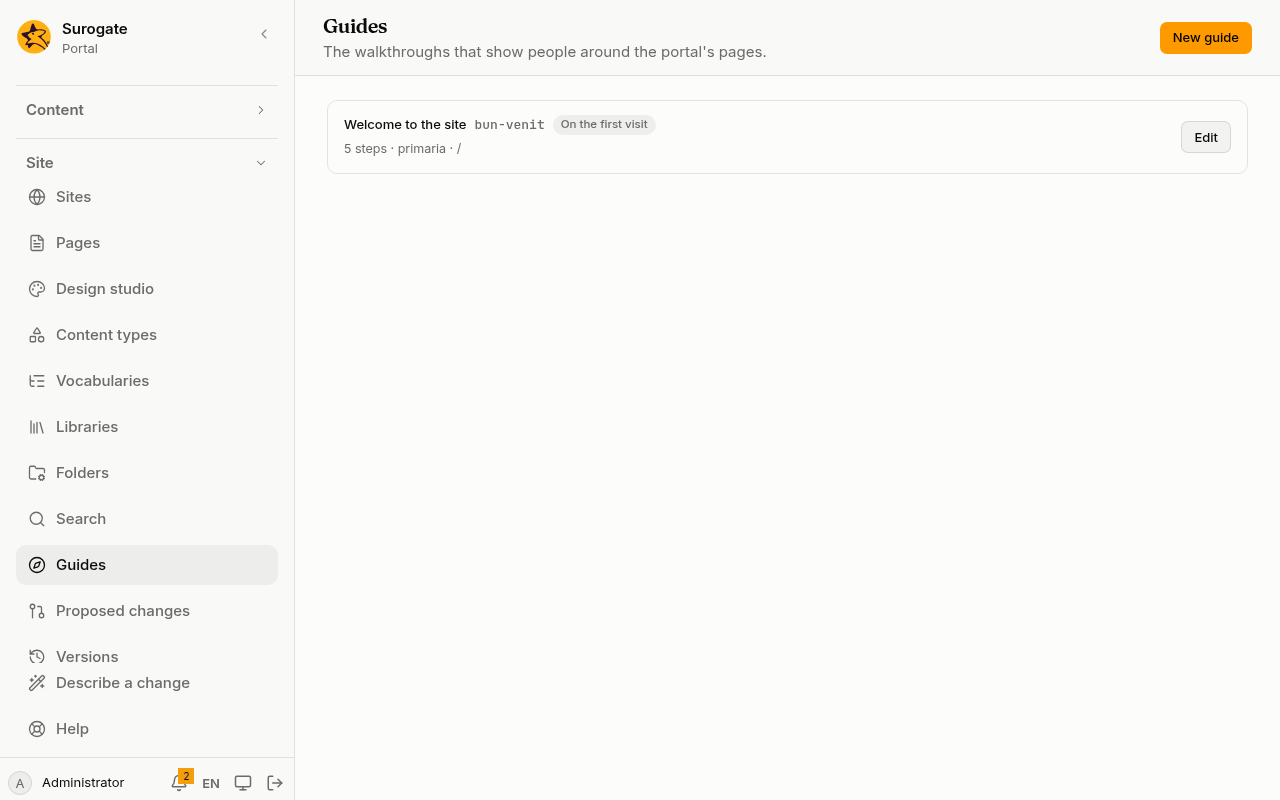 Surogate
Portal
Content
Site
Sites
Pages
Design studio
Content types
Vocabularies
Libraries
Folders
Search
Guides
Proposed changes
Versions
Describe a change
Help
A
Administrator
2
EN
Guides
The walkthroughs that show people around the portal's pages.
New guide
Welcome to the site bun-venit On the first visit
5 steps · primaria · /
Edit